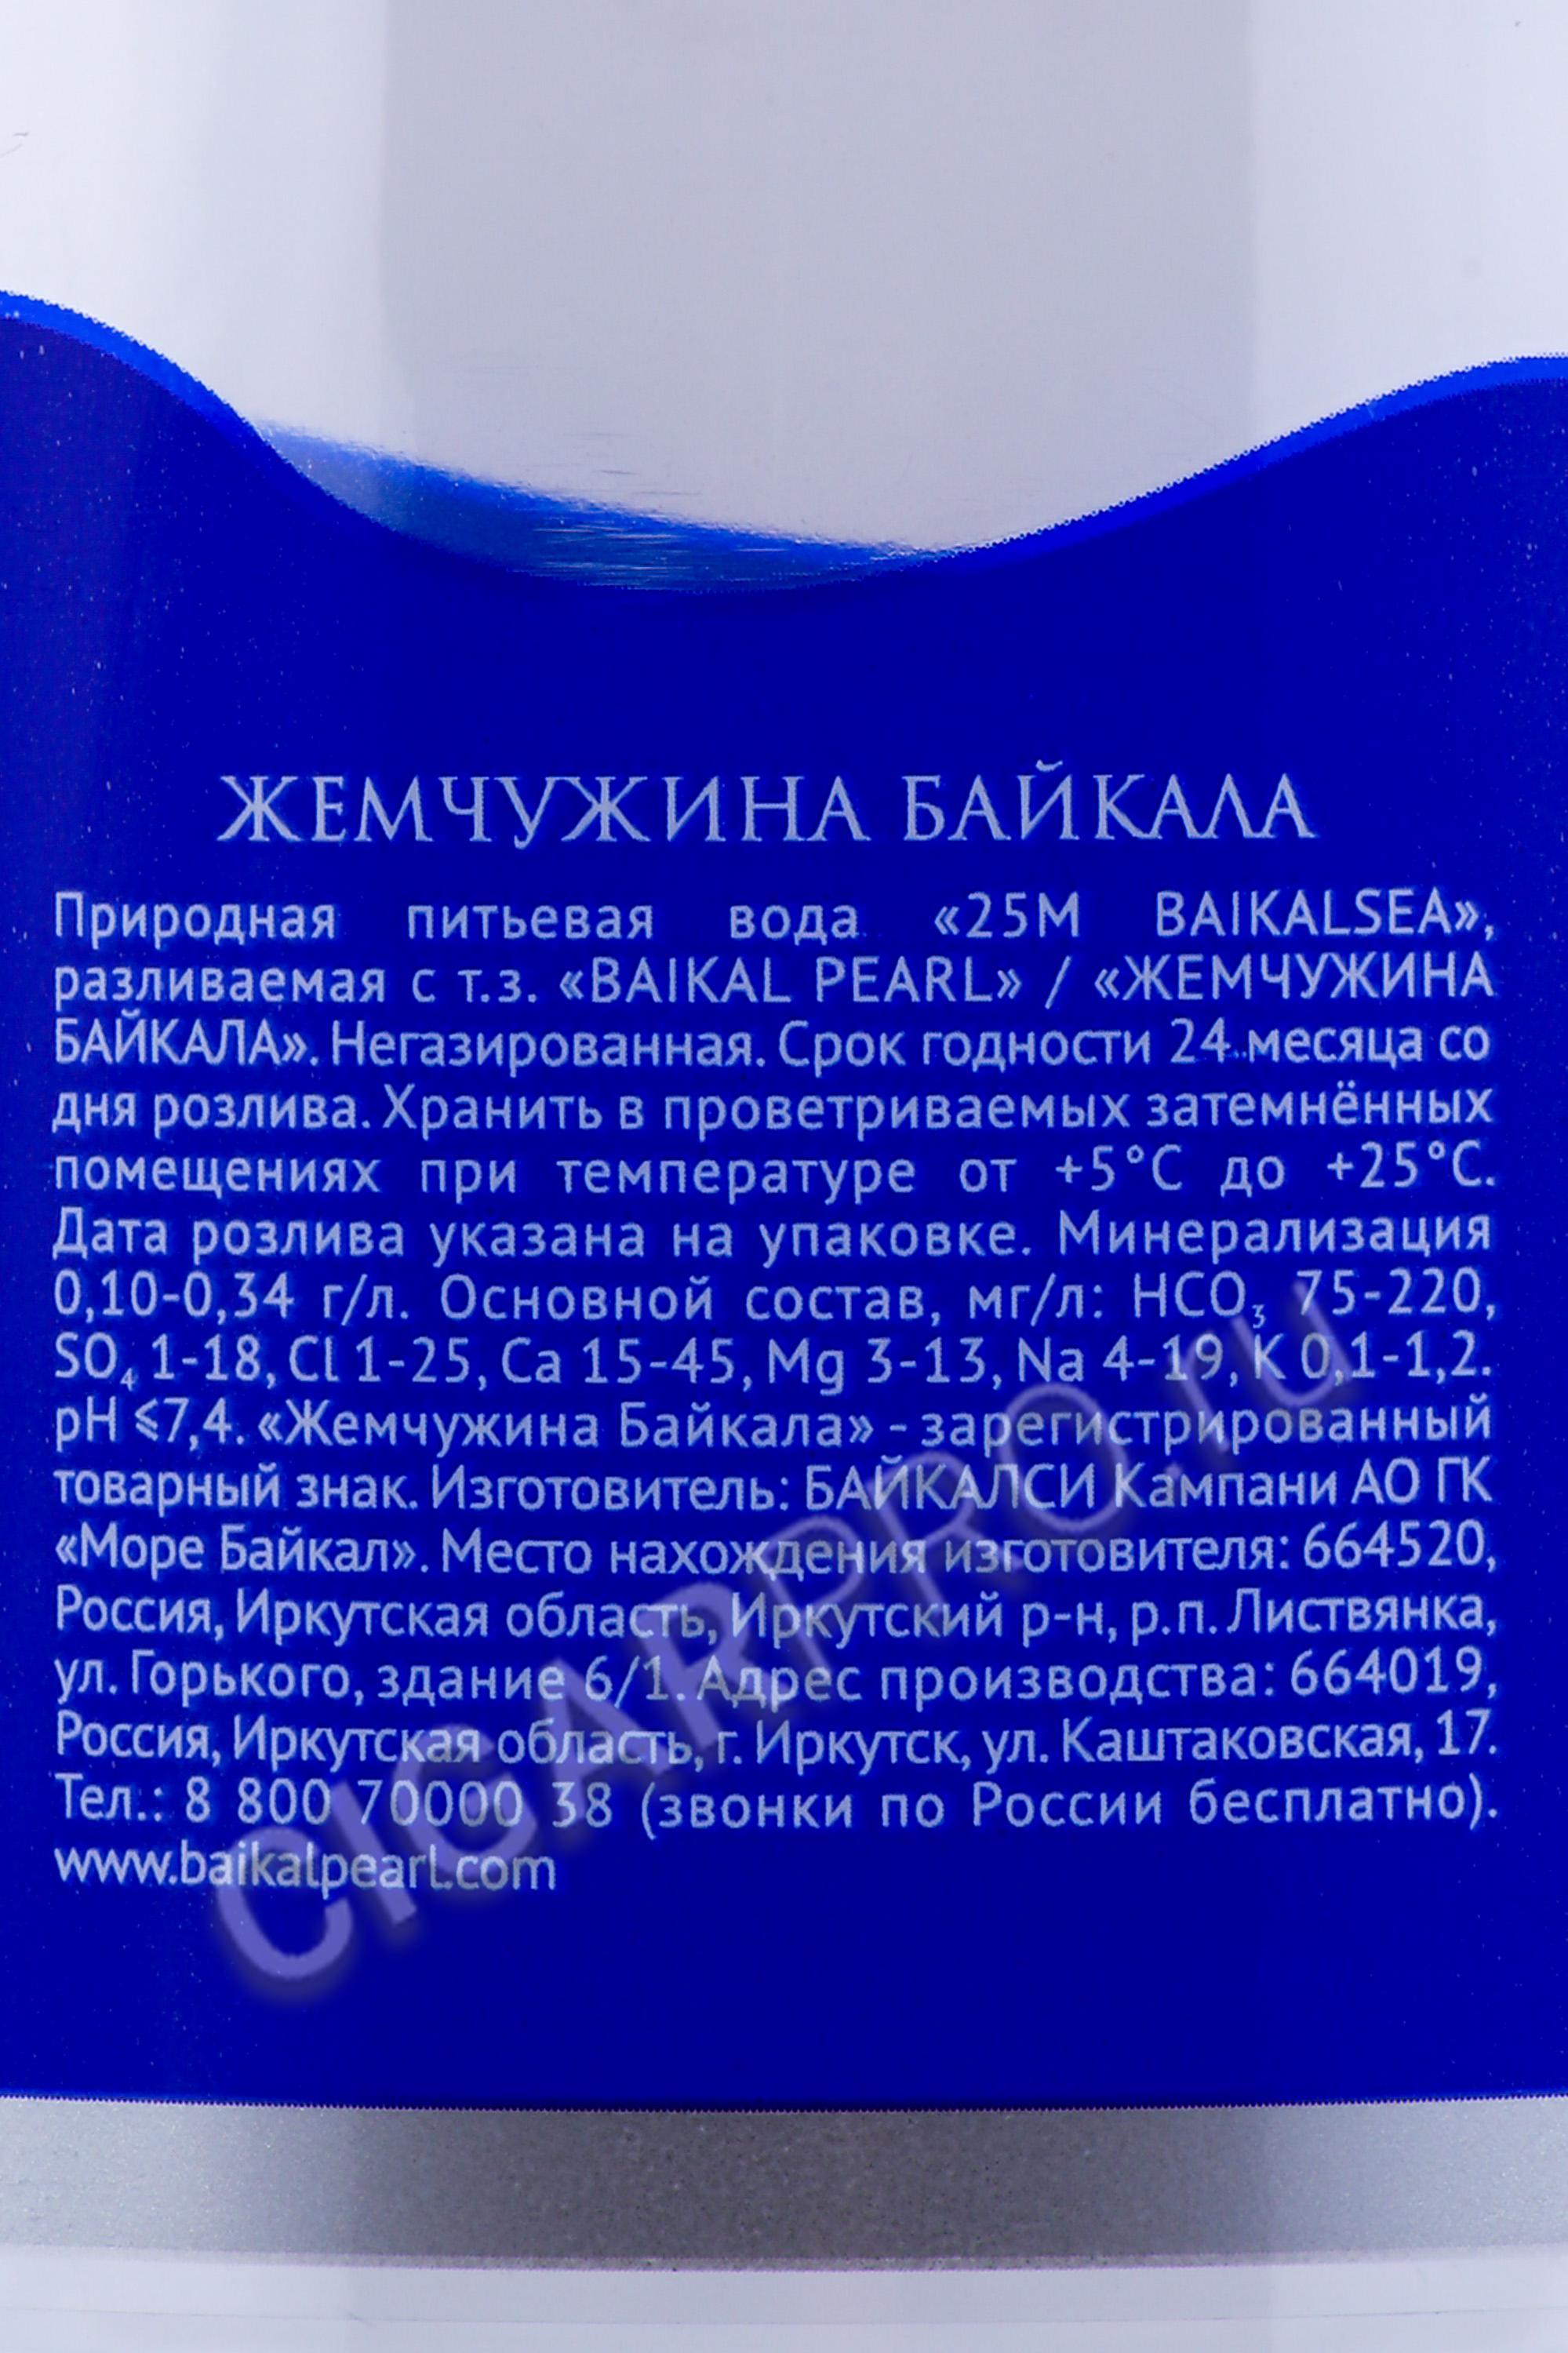 ЖЕМЧУЖИНА БАЙКАЛА
Природная питьевая вода «25М BAIKALSEA»,
разливаемая с т.з. «BAIKAL PEARL» / «ЖЕМЧУЖИНА
БАЙКАЛА». Негазированная. Срок годности 24 месяца со
дня розлива. Хранить в проветриваемых затемнённых
помещениях при температуре от +5°С до +25°С.
Дата розлива указана на упаковке. Минерализация
0,10-0,34 г/л. Основной состав, мг/л: HCO₃ 75-220,
SO₄ 1-18, Cl 1-25, Ca 15-45, Mg 3-13, Na 4-19, K 0,1-1,2.
pH ⩽7,4. «Жемчужина Байкала» - зарегистрированный
товарный знак. Изготовитель: БАЙКАЛСИ Кампани АО ГК
«Море Байкал». Место нахождения изготовителя: 664520,
Россия, Иркутская область, Иркутский р-н, р.п. Листвянка,
ул. Горького, здание 6/1. Адрес производства: 664019,
Россия, Иркутская область, г. Иркутск, ул. Каштаковская, 17.
Тел.: 8 800 70000 38 (звонки по России бесплатно).
www.baikalpearl.com
CIGARPRO.ru